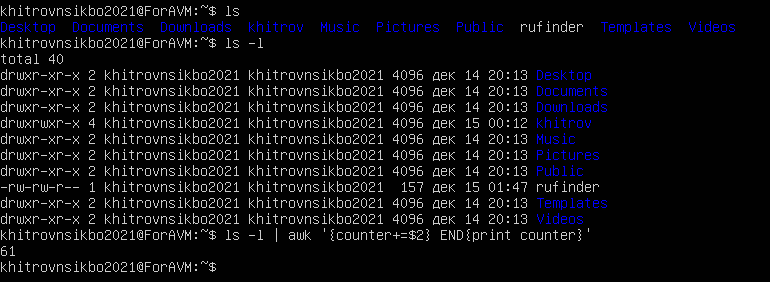 khitrovnsikbo2021@ForAVM:~$ ls
Desktop Documents Downloads khitrov Music Pictures Public rufinder Templates Videos
khitrovnsikbo2021@ForAVM:~$ ls -l
total 40
drwxr-xr-x 2 khitrovnsikbo2021 khitrovnsikbo2021 4096 дек 14 20:13 Desktop
drwxr-xr-x 2 khitrovnsikbo2021 khitrovnsikbo2021 4096 дек 14 20:13 Documents
drwxr-xr-x 2 khitrovnsikbo2021 khitrovnsikbo2021 4096 дек 14 20:13 Downloads
drwxrwxr-x 4 khitrovnsikbo2021 khitrovnsikbo2021 4096 дек 15 00:12 khitrov
drwxr-xr-x 2 khitrovnsikbo2021 khitrovnsikbo2021 4096 дек 14 20:13 Music
drwxr-xr-x 2 khitrovnsikbo2021 khitrovnsikbo2021 4096 дек 14 20:13 Pictures
drwxr-xr-x 2 khitrovnsikbo2021 khitrovnsikbo2021 4096 дек 14 20:13 Public
-rw-rw-r-- 1 khitrovnsikbo2021 khitrovnsikbo2021 157 дек 15 01:47 rufinder
drwxr-xr-x 2 khitrovnsikbo2021 khitrovnsikbo2021 4096 дек 14 20:13 Templates
drwxr-xr-x 2 khitrovnsikbo2021 khitrovnsikbo2021 4096 дек 14 20:13 Videos
khitrovnsikbo2021@ForAVM:~$ ls -l | awk '{counter+=$2} END{print counter}'
61
khitrovnsikbo2021@ForAVM:~$